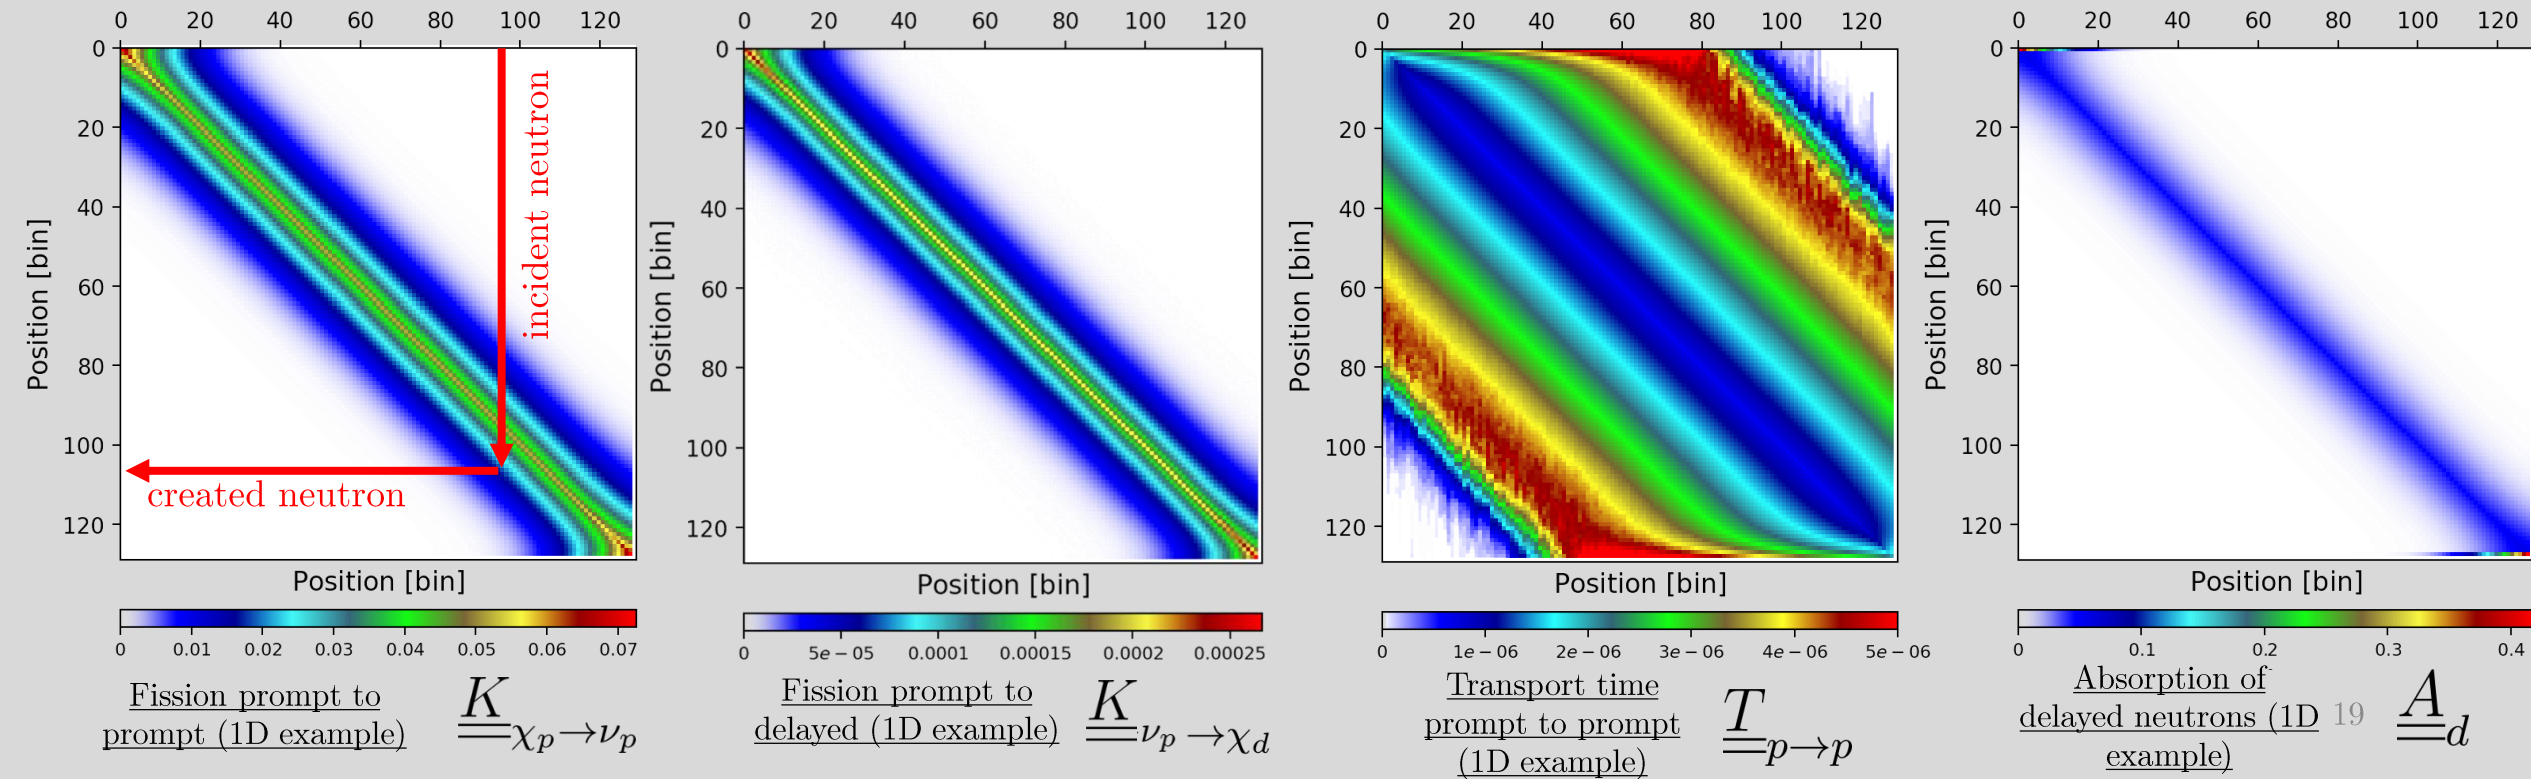 0 20 40 60 80 100 120
0
20
40
60
80
100
120
Position [bin]
incident neutron
created neutron
Position [bin]
0 0.01 0.02 0.03 0.04 0.05 0.06 0.07
Fission prompt to
prompt (1D example)
K χp→νp
0 20 40 60 80 100 120
0
20
40
60
80
100
120
Position [bin]
Position [bin]
0 5e−05 0.0001 0.00015 0.0002 0.00025
Fission prompt to
delayed (1D example)
K νp→χd
0 20 40 60 80 100 120
0
20
40
60
80
100
120
Position [bin]
Position [bin]
0 1e−06 2e−06 3e−06 4e−06 5e−06
Transport time
prompt to prompt
(1D example)
T p→p
0 20 40 60 80 100 120
0
20
40
60
80
100
120
Position [bin]
Position [bin]
0 0.1 0.2 0.3 0.4
Absorption of
delayed neutrons (1D
example)
19
A d